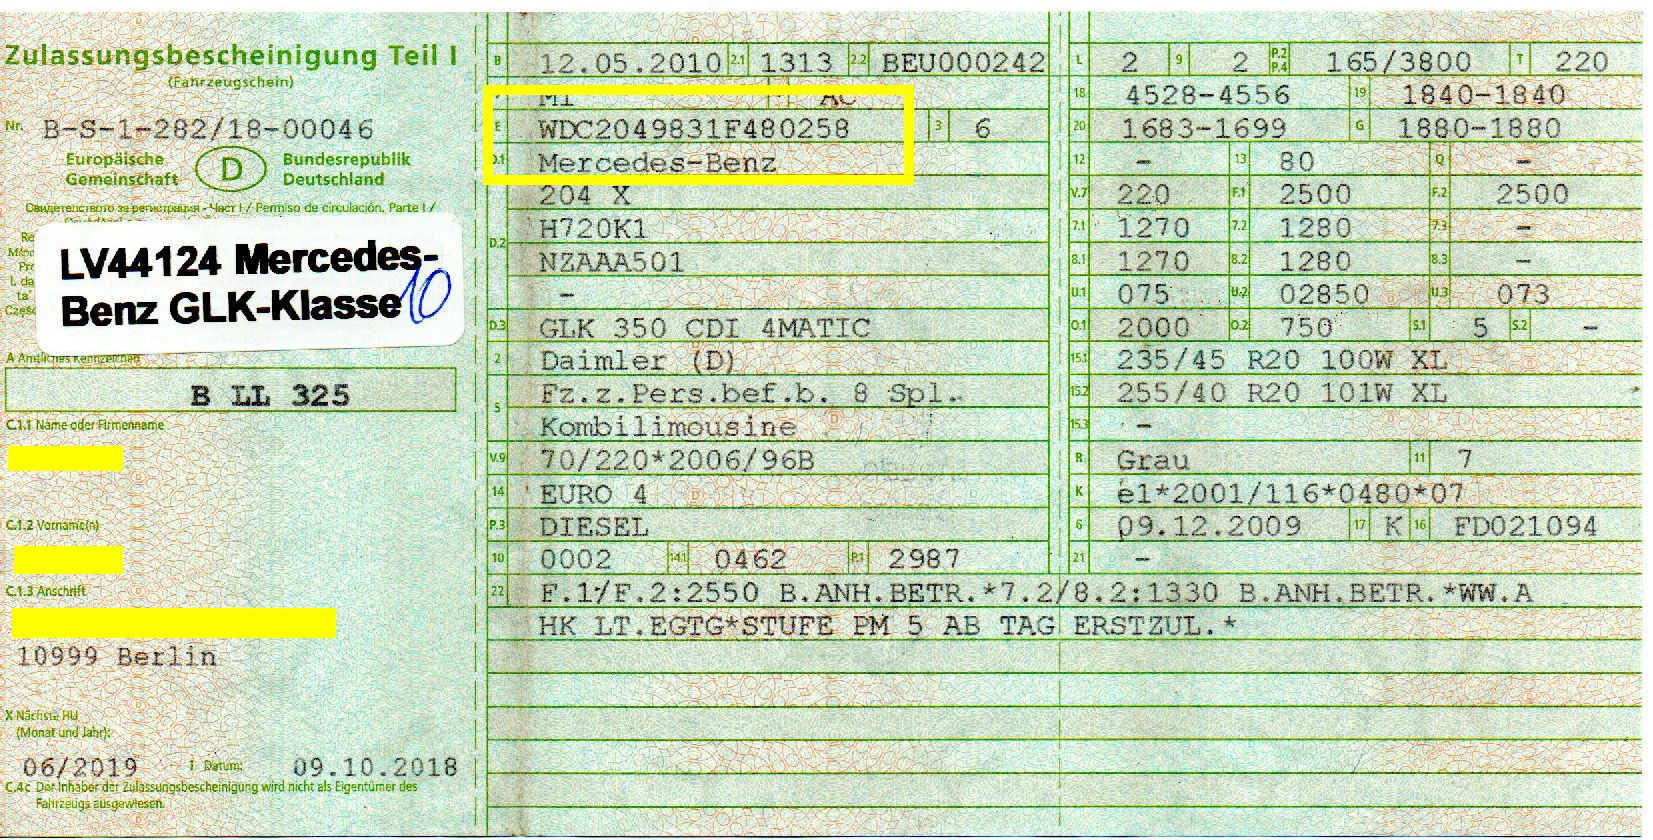 Zulassungsbescheinigung Teil I
(Fahrzeugschein)
Nr. B-S-1-282/18-00046
Europäische Gemeinschaft D Bundesrepublik Deutschland
Свидетелството за регистрация - Част I / Permiso de circulación. Parte I /
LV44124 Mercedes-
Benz GLK-Klasse 10
A Amtliches Kennzeichen
B LL 325
C.1.1 Name oder Firmenname
C.1.2 Vorname(n)
C.1.3 Anschrift
10999 Berlin
X Nächste HU
(Monat und Jahr):
06/2019 I Datum: 09.10.2018
C.4c Der Inhaber der Zulassungsbescheinigung wird nicht als Eigentümer des
Fahrzeugs ausgewiesen.
B 12.05.2010 2.1 1313 2.2 BEU000242
M1 AC
E WDC2049831F480258 3 6
D.1 Mercedes-Benz
204 X
D.2 H720K1
NZAAA501
-
D.3 GLK 350 CDI 4MATIC
2 Daimler (D)
5 Fz.z.Pers.bef.b. 8 Spl.
Kombilimousine
V.9 70/220*2006/96B
14 EURO 4
P.3 DIESEL
10 0002 14.1 0462 P.1 2987
L 2 9 2 P.2 P.4 165/3800 T 220
18 4528-4556 19 1840-1840
20 1683-1699 G 1880-1880
12 - 13 80 Q -
V.7 220 F.1 2500 F.2 2500
7.1 1270 7.2 1280 7.3 -
8.1 1270 8.2 1280 8.3 -
U.1 075 U.2 02850 U.3 073
O.1 2000 O.2 750 S.1 5 S.2 -
15.1 235/45 R20 100W XL
15.2 255/40 R20 101W XL
15.3 -
R Grau 11 7
K e1*2001/116*0480*07
6 09.12.2009 17 K 16 FD021094
21 -
22 F.1/F.2:2550 B.ANH.BETR.*7.2/8.2:1330 B.ANH.BETR.*WW.A
HK LT.EGTG*STUFE PM 5 AB TAG ERSTZUL.*